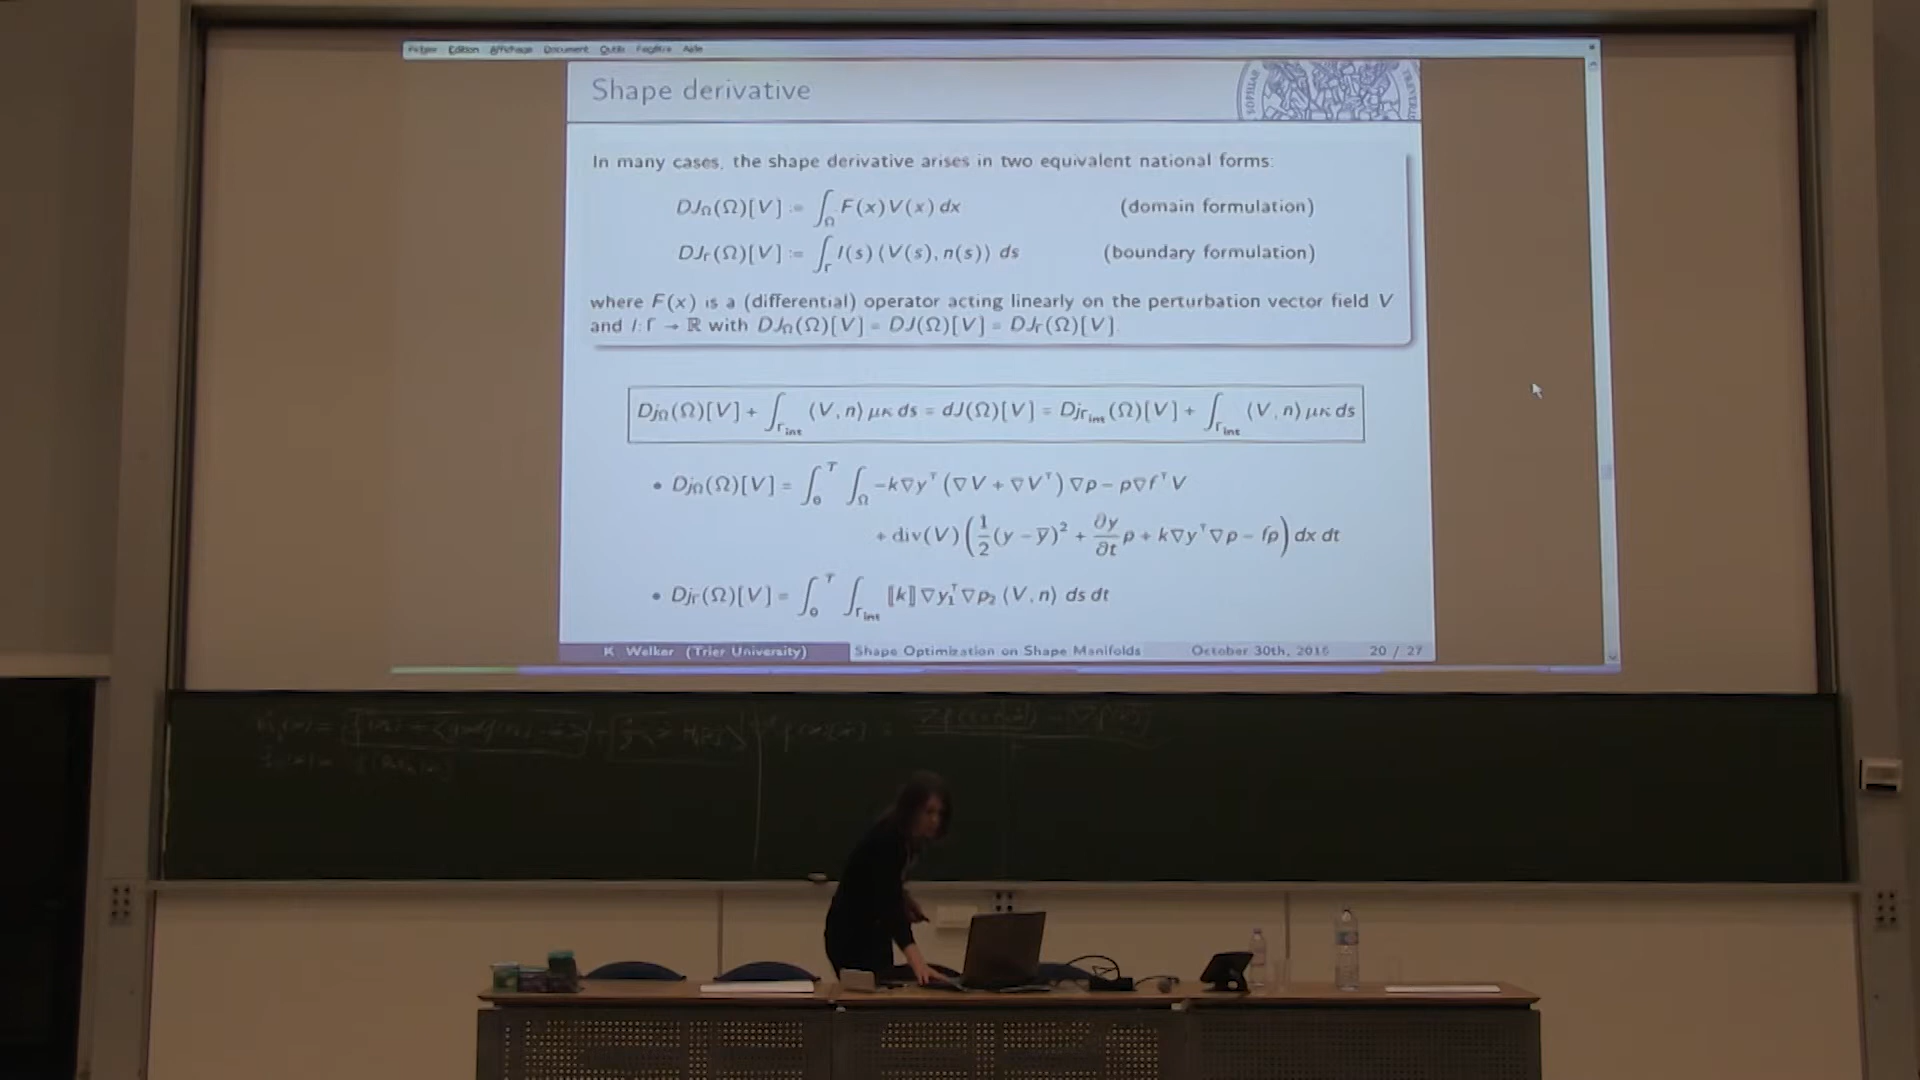 Fichier Edition Affichage Document Outils Fenêtre Aide
Shape derivative
In many cases, the shape derivative arises in two equivalent national forms:
DJ_Ω(Ω)[V] := ∫_Ω F(x)V(x) dx (domain formulation)
DJ_Γ(Ω)[V] := ∫_Γ l(s) ⟨V(s), n(s)⟩ ds (boundary formulation)
where F(x) is a (differential) operator acting linearly on the perturbation vector field V
and l: Γ → ℝ with DJ_Ω(Ω)[V] = DJ(Ω)[V] = DJ_Γ(Ω)[V]
Dj_Ω(Ω)[V] + ∫_{Γ_int} ⟨V, n⟩ μκ ds = dJ(Ω)[V] = Dj_{Γ_int}(Ω)[V] + ∫_{Γ_int} ⟨V, n⟩ μκ ds
• Dj_Ω(Ω)[V] = ∫_0^T ∫_Ω -k∇y^T (∇V + ∇V^T) ∇p - p∇f^T V
+ div(V) (1/2 (y - ȳ)^2 + ∂y/∂t p + k∇y^T ∇p - fp) dx dt
• Dj_Γ(Ω)[V] = ∫_0^T ∫_{Γ_int} ⟦k⟧ ∇y_1^T ∇p_2 ⟨V, n⟩ ds dt
K. Welker (Trier University) Shape Optimization on Shape Manifolds October 30th, 2016 20 / 27